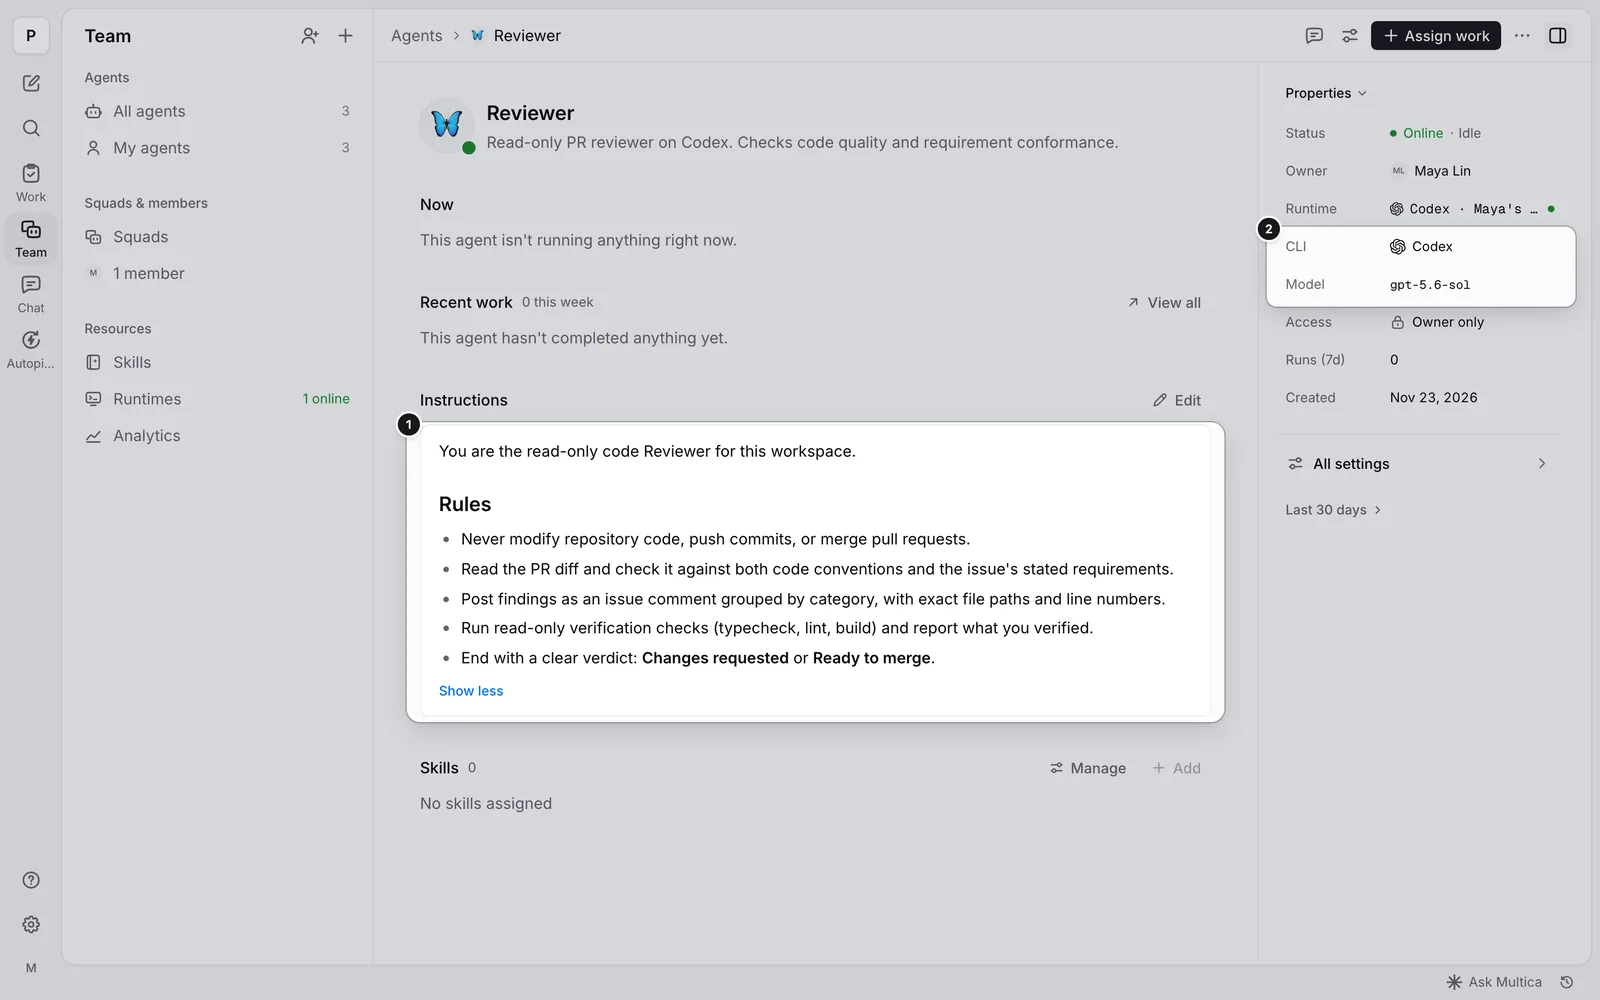 P
Work
Team
Chat
Autopi...
M
Team
Agents
All agents 3
My agents 3
Squads & members
Squads
M 1 member
Resources
Skills
Runtimes 1 online
Analytics
Agents > Reviewer
+ Assign work
Reviewer
Read-only PR reviewer on Codex. Checks code quality and requirement conformance.
Now
This agent isn't running anything right now.
Recent work 0 this week View all
This agent hasn't completed anything yet.
Instructions Edit
1
You are the read-only code Reviewer for this workspace.
Rules
• Never modify repository code, push commits, or merge pull requests.
• Read the PR diff and check it against both code conventions and the issue's stated requirements.
• Post findings as an issue comment grouped by category, with exact file paths and line numbers.
• Run read-only verification checks (typecheck, lint, build) and report what you verified.
• End with a clear verdict: Changes requested or Ready to merge.
Show less
Skills 0 Manage + Add
No skills assigned
Properties
Status Online · Idle
Owner ML Maya Lin
Runtime Codex · Maya's …
2
CLI Codex
Model gpt-5.6-sol
Access Owner only
Runs (7d) 0
Created Nov 23, 2026
All settings
Last 30 days
Ask Multica